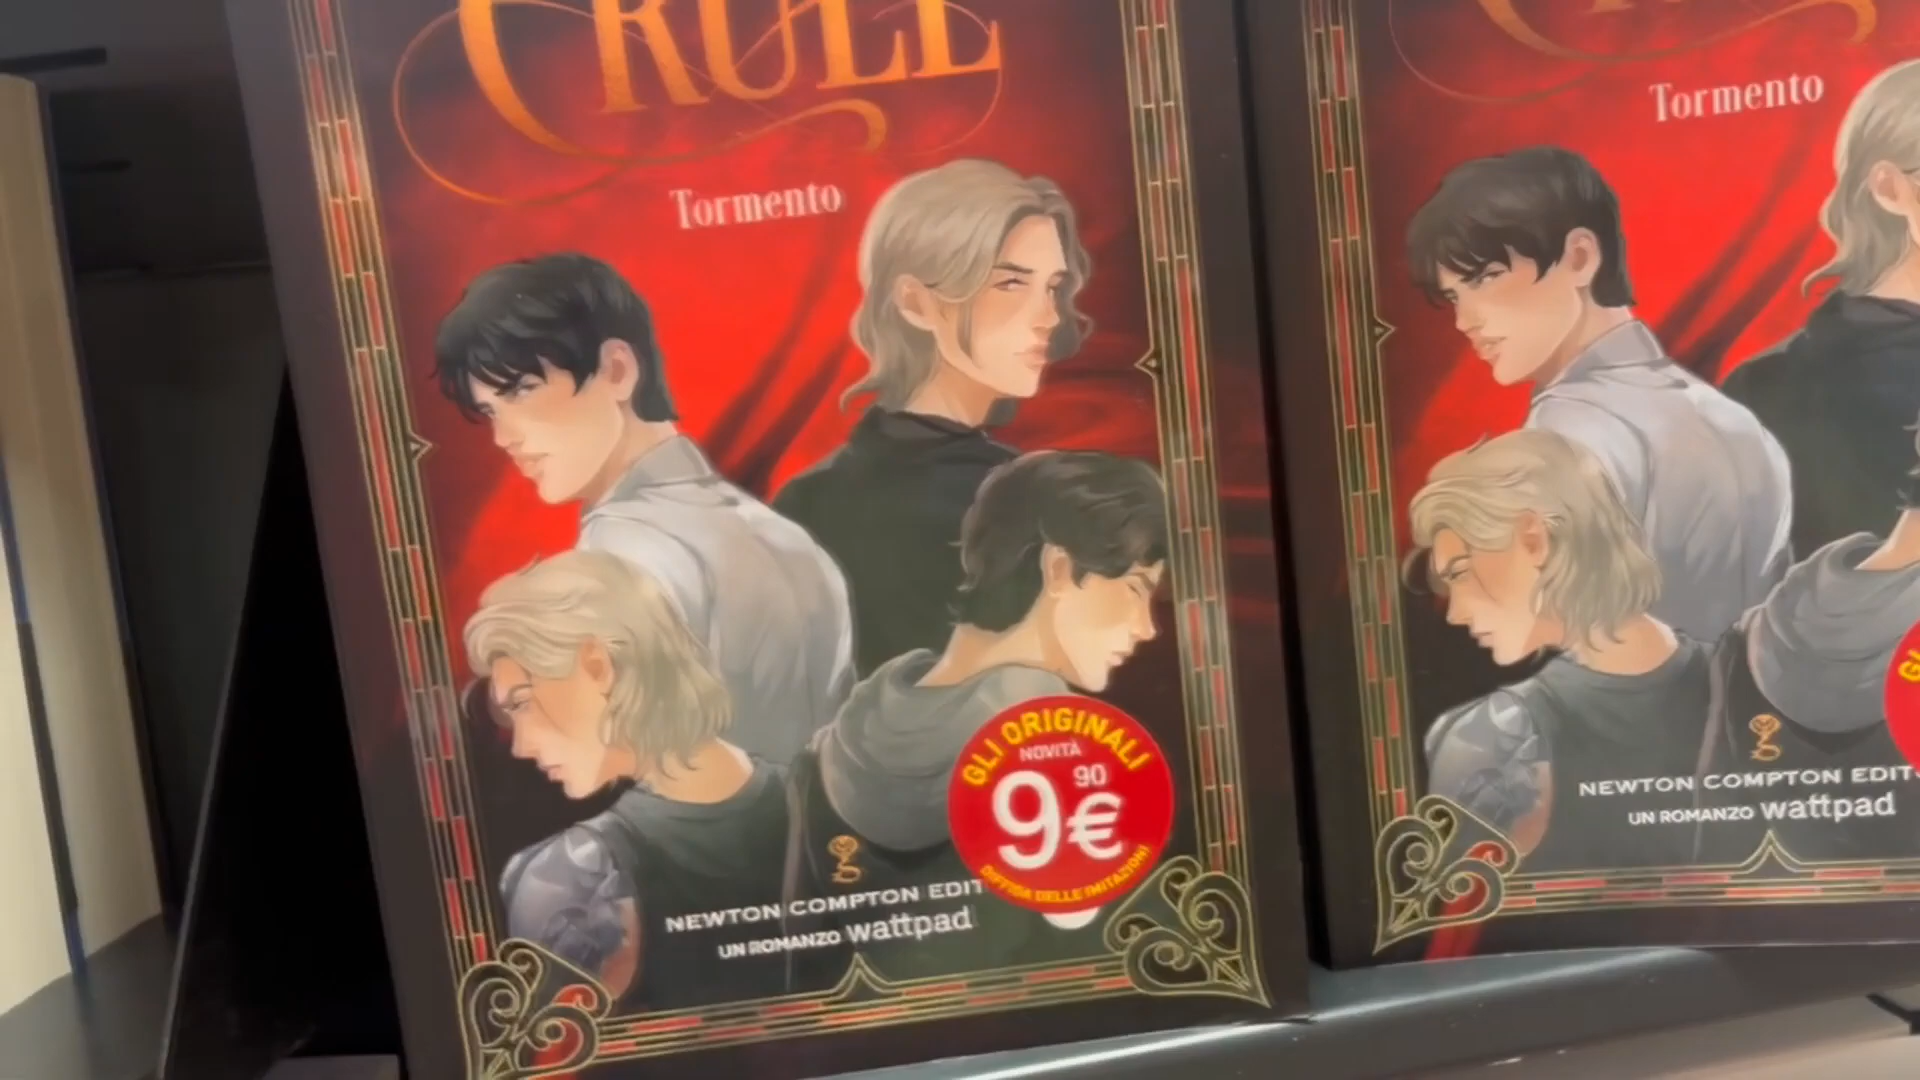 CRUEL
Tormento
GLI ORIGINALI
NOVITÀ
9 90 €
DIFFIDA DELLE IMITAZIONI
NEWTON COMPTON EDIT
UN ROMANZO wattpad
Tormento
NEWTON COMPTON EDIT
UN ROMANZO wattpad